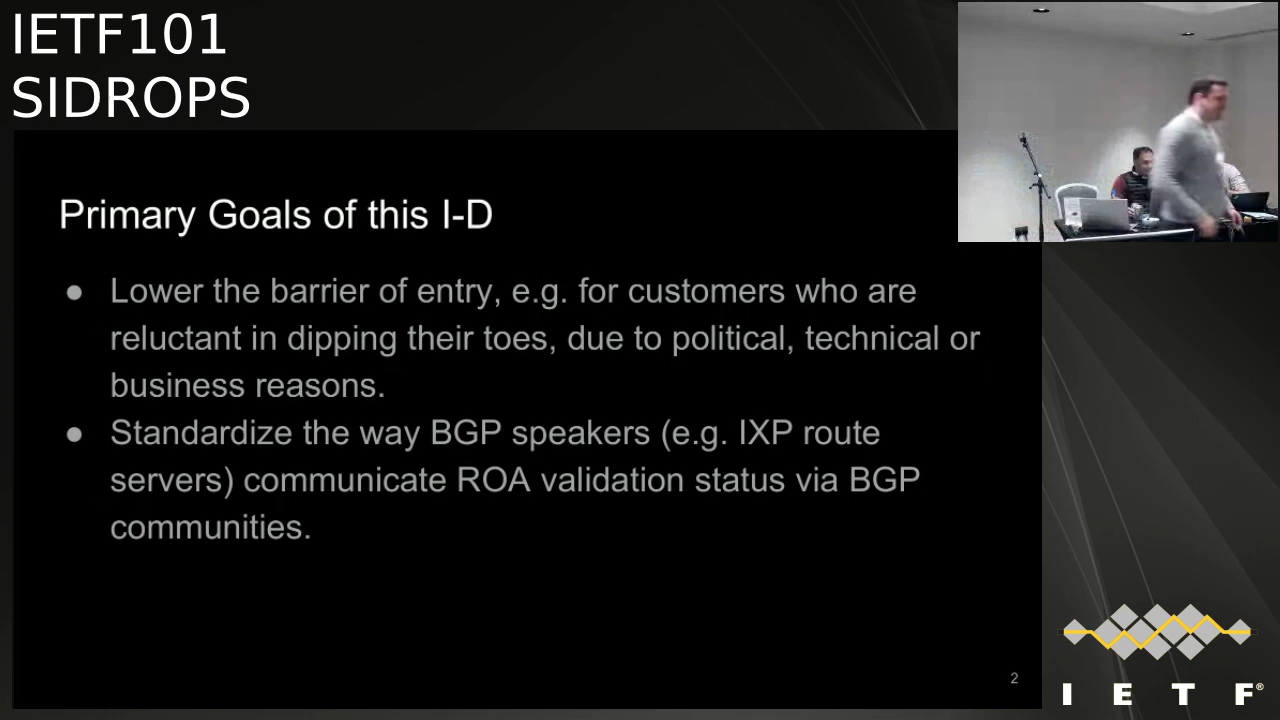 IETF101
SIDROPS
Primary Goals of this I-D
● Lower the barrier of entry, e.g. for customers who are
reluctant in dipping their toes, due to political, technical or
business reasons.
● Standardize the way BGP speakers (e.g. IXP route
servers) communicate ROA validation status via BGP
communities.
2
I E T F®